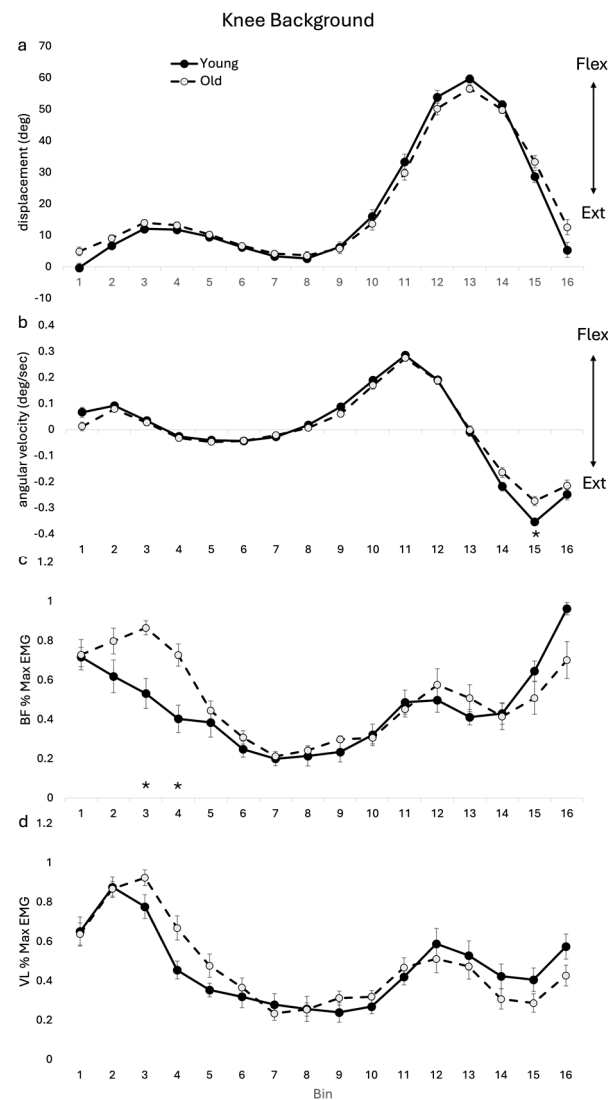 Knee Background
a
70
60
50
40
30
20
10
0
-10
displacement (deg)
Young
Old
Flex
Ext
1 2 3 4 5 6 7 8 9 10 11 12 13 14 15 16
b
0.4
0.3
0.2
0.1
0
-0.1
-0.2
-0.3
-0.4
angular velocity (deg/sec)
Flex
Ext
*
1 2 3 4 5 6 7 8 9 10 11 12 13 14 15 16
c
1.2
1
0.8
0.6
0.4
0.2
0
BF % Max EMG
* *
1 2 3 4 5 6 7 8 9 10 11 12 13 14 15 16
d
1.2
1
0.8
0.6
0.4
0.2
0
VL % Max EMG
1 2 3 4 5 6 7 8 9 10 11 12 13 14 15 16
Bin